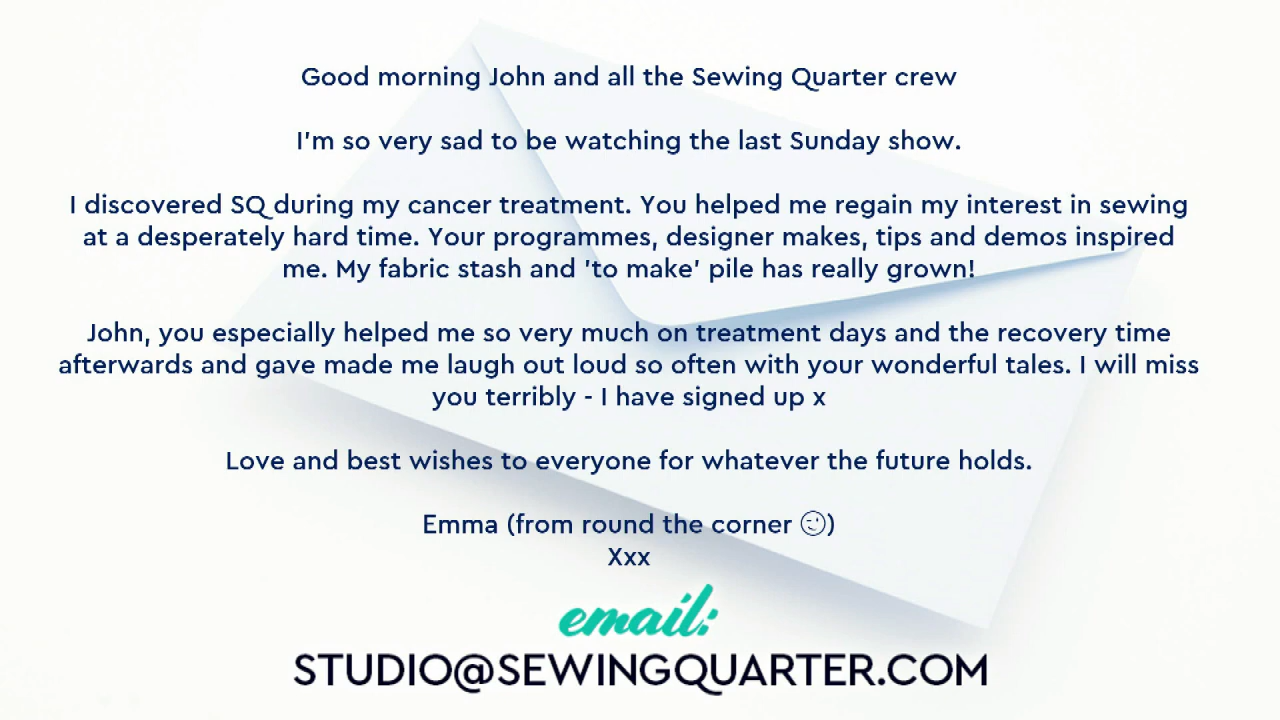 Good morning John and all the Sewing Quarter crew
I'm so very sad to be watching the last Sunday show.
I discovered SQ during my cancer treatment. You helped me regain my interest in sewing
at a desperately hard time. Your programmes, designer makes, tips and demos inspired
me. My fabric stash and 'to make' pile has really grown!
John, you especially helped me so very much on treatment days and the recovery time
afterwards and gave made me laugh out loud so often with your wonderful tales. I will miss
you terribly - I have signed up x
Love and best wishes to everyone for whatever the future holds.
Emma (from round the corner 😉)
Xxx
email:
STUDIO@SEWINGQUARTER.COM